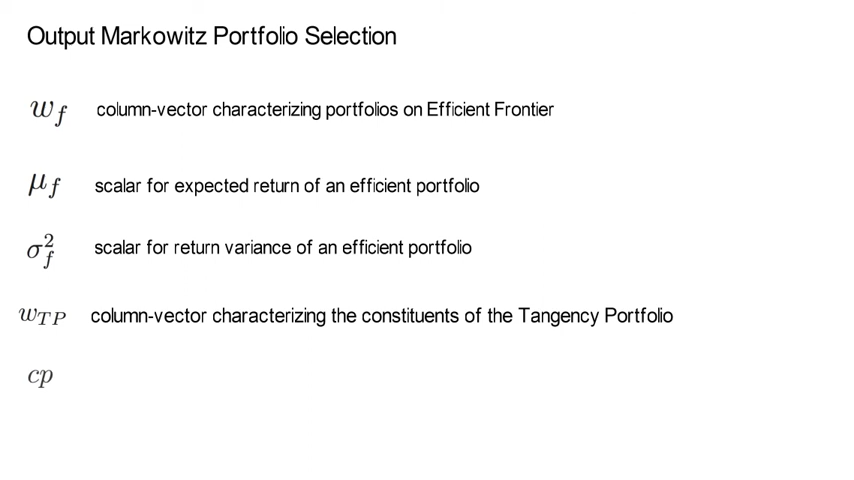 Output Markowitz Portfolio Selection
w_f column-vector characterizing portfolios on Efficient Frontier
μ_f scalar for expected return of an efficient portfolio
σ_f^2 scalar for return variance of an efficient portfolio
w_{TP} column-vector characterizing the constituents of the Tangency Portfolio
cp